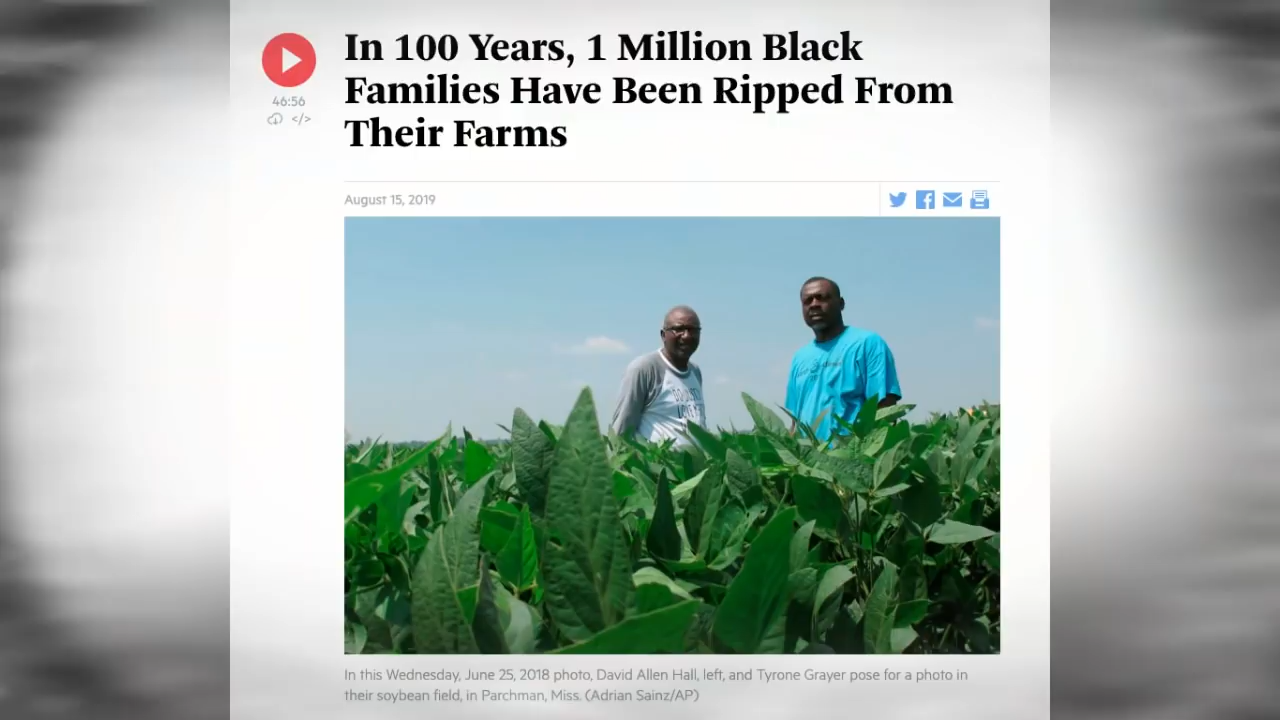 In 100 Years, 1 Million Black
Families Have Been Ripped From
Their Farms
46:56
</>
August 15, 2019
In this Wednesday, June 25, 2018 photo, David Allen Hall, left, and Tyrone Grayer pose for a photo in
their soybean field, in Parchman, Miss. (Adrian Sainz/AP)